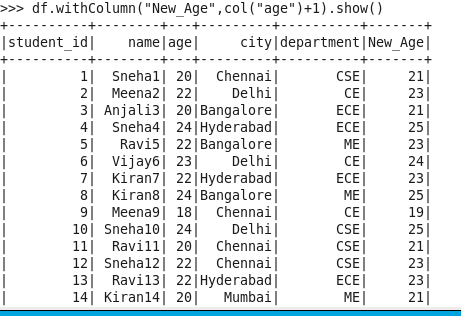 >>> df.withColumn("New_Age",col("age")+1).show()
+----------+--------+---+---------+----------+-------+
|student_id|    name|age|     city|department|New_Age|
+----------+--------+---+---------+----------+-------+
|         1|  Sneha1| 20|  Chennai|       CSE|     21|
|         2|  Meena2| 22|    Delhi|        CE|     23|
|         3| Anjali3| 20|Bangalore|       ECE|     21|
|         4|  Sneha4| 24|Hyderabad|       ECE|     25|
|         5|   Ravi5| 22|Bangalore|        ME|     23|
|         6|  Vijay6| 23|    Delhi|        CE|     24|
|         7|  Kiran7| 22|Hyderabad|       ECE|     23|
|         8|  Kiran8| 24|Bangalore|        ME|     25|
|         9|  Meena9| 18|  Chennai|        CE|     19|
|        10| Sneha10| 24|    Delhi|       CSE|     25|
|        11|  Ravi11| 20|  Chennai|       CSE|     21|
|        12| Sneha12| 22|  Chennai|       CSE|     23|
|        13|  Ravi13| 22|Hyderabad|       ECE|     23|
|        14| Kiran14| 20|   Mumbai|        ME|     21|